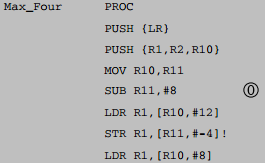 Max_Four PROC
PUSH {LR}
PUSH {R1,R2,R10}
MOV R10,R11
SUB R11,#8 ⓪
LDR R1,[R10,#12]
STR R1,[R11,#-4]!
LDR R1,[R10,#8]